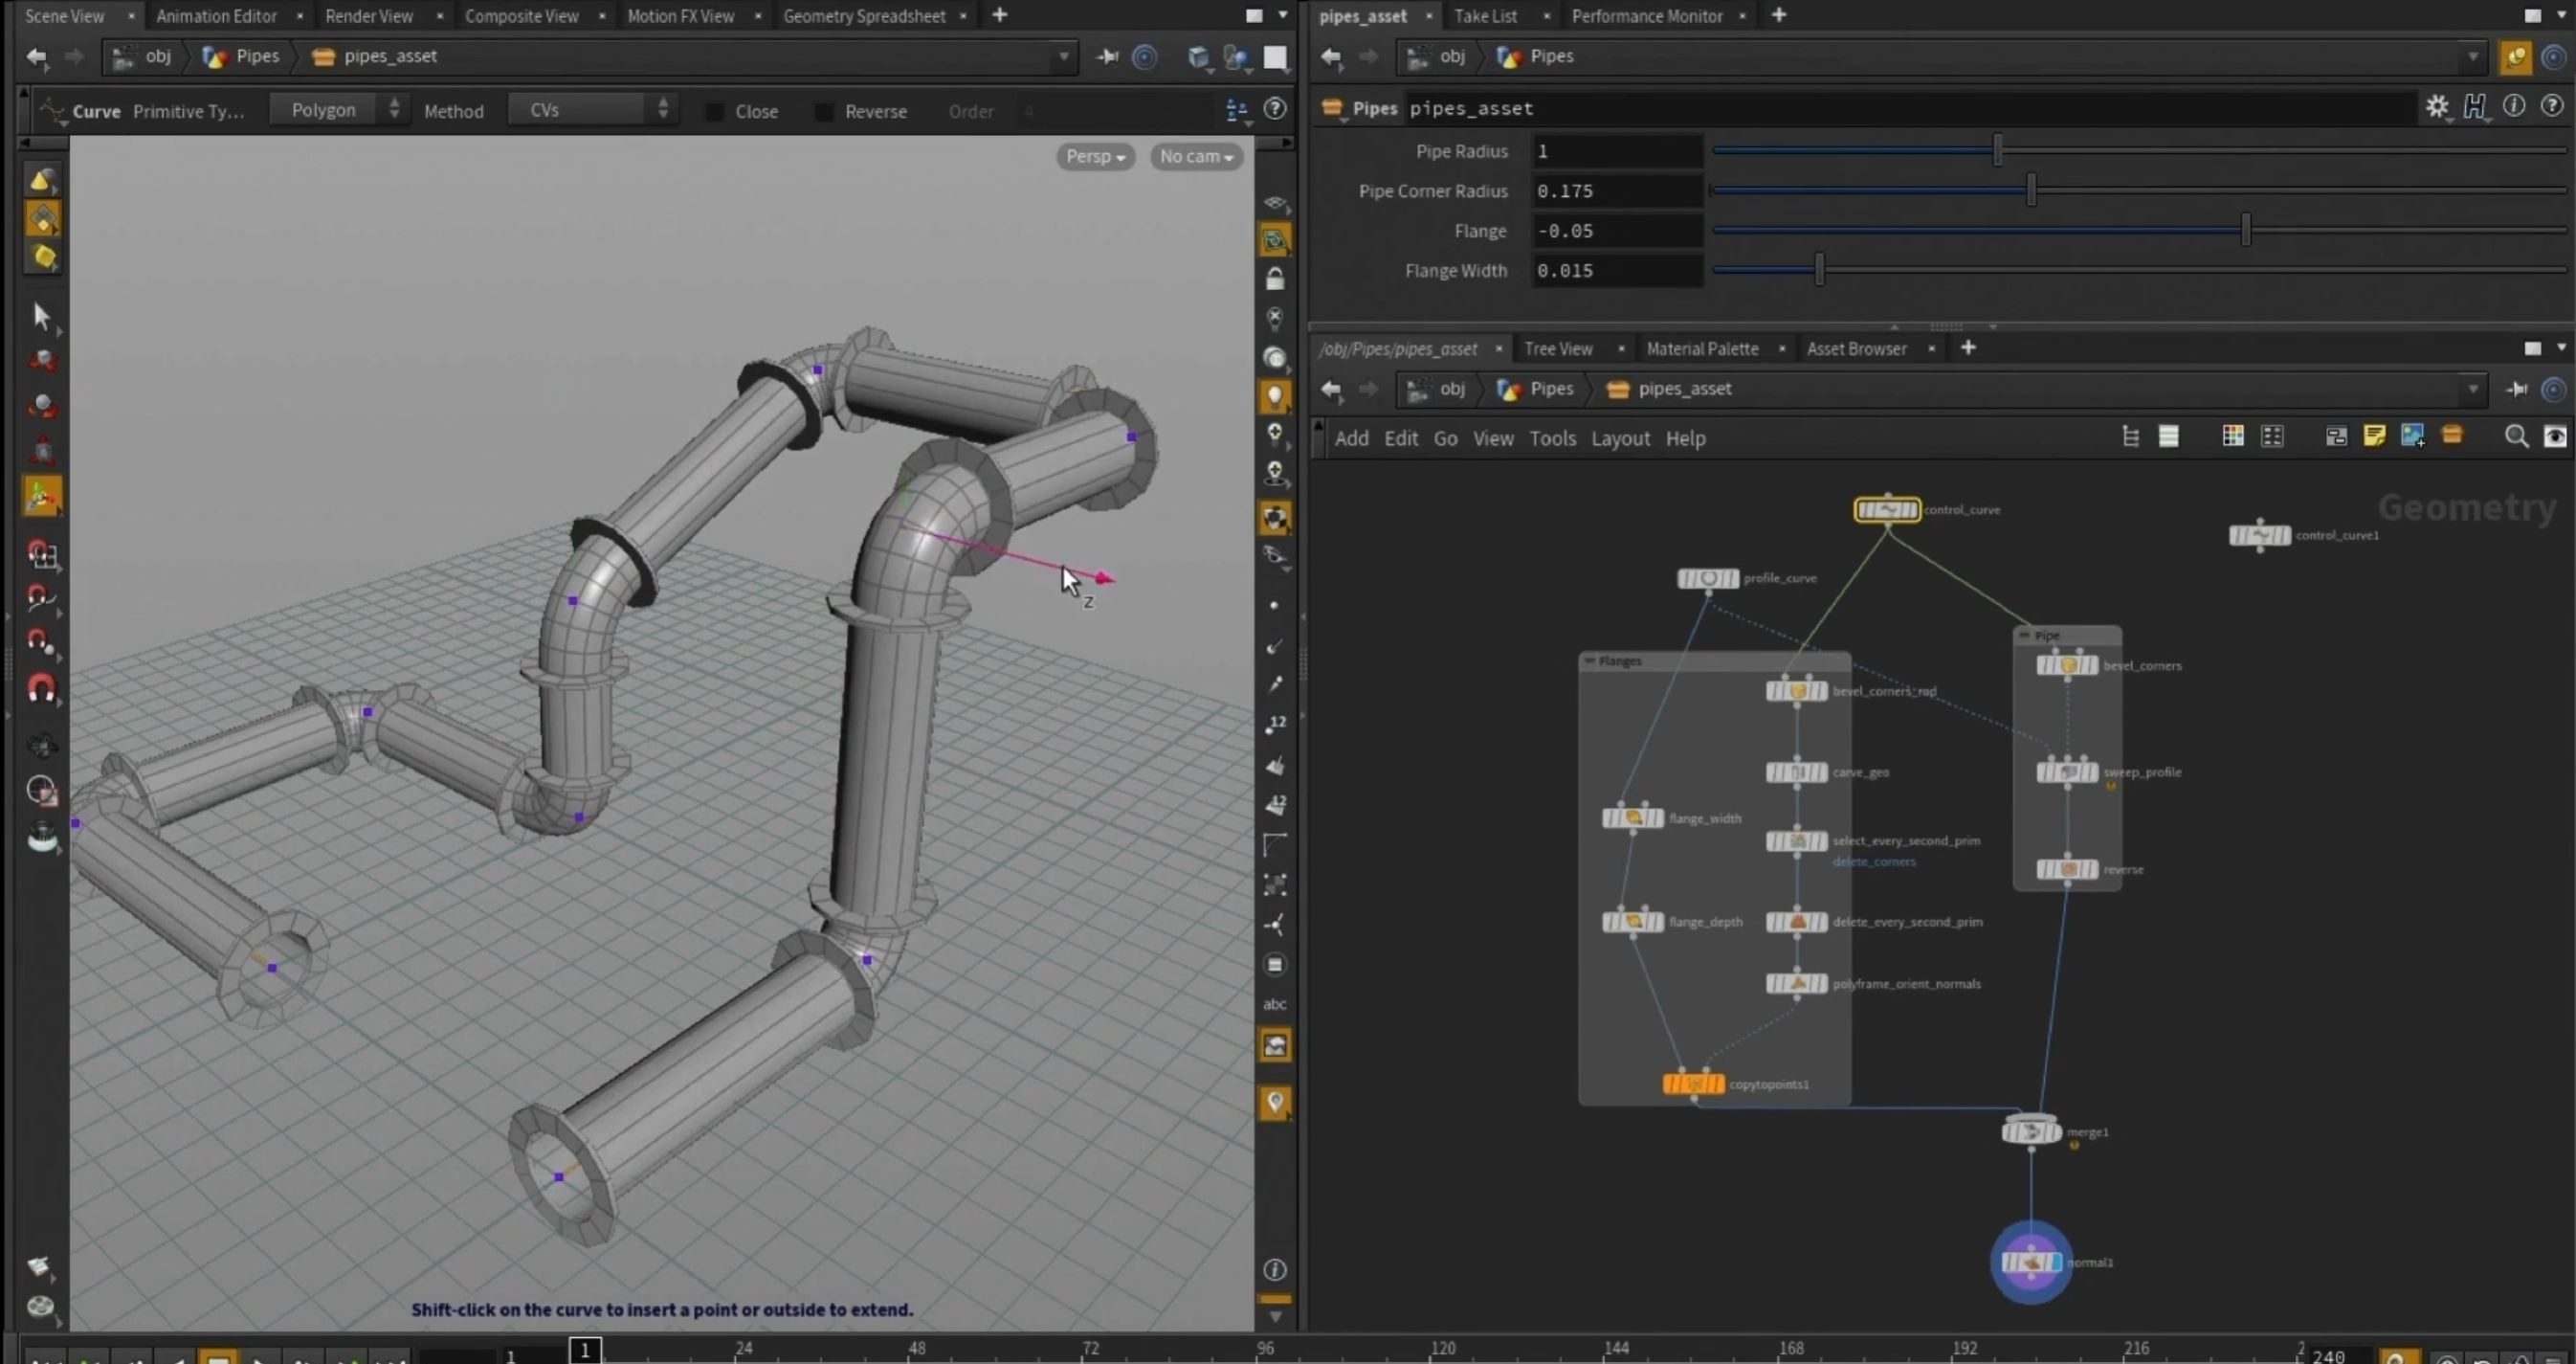 Scene View × Animation Editor × Render View × Composite View × Motion FX View × Geometry Spreadsheet × +
obj Pipes pipes_asset
Curve Primitive Ty... Polygon Method CVs Close Reverse Order 4
Persp No cam
z
12
12
abc
Shift-click on the curve to insert a point or outside to extend.
pipes_asset × Take List × Performance Monitor × +
obj Pipes
Pipes pipes_asset
Pipe Radius 1
Pipe Corner Radius 0.175
Flange -0.05
Flange Width 0.015
/obj/Pipes/pipes_asset × Tree View × Material Palette × Asset Browser × +
obj Pipes pipes_asset
Add Edit Go View Tools Layout Help
Geometry
control_curve
control_curve1
profile_curve
Pipe
Flanges
bevel_corners
bevel_corners_rad
carve_geo
sweep_profile
flange_width
select_every_second_prim
delete_corners
reverse
flange_depth
delete_every_second_prim
polyframe_orient_normals
copytopoints1
merge1
normal1
1 1 24 48 72 96 120 144 168 192 216 240